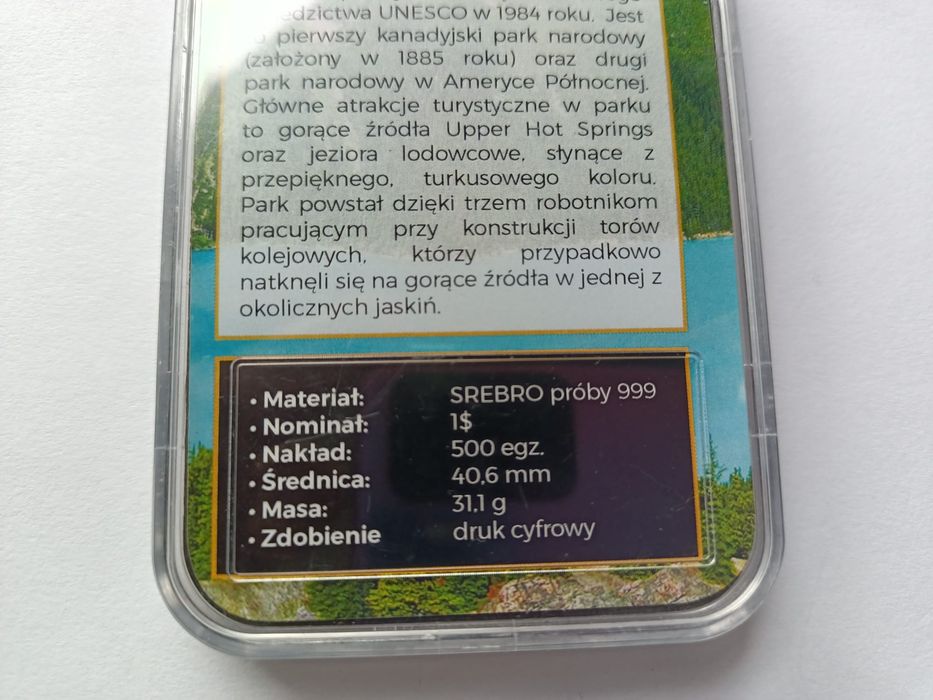 UNESCO w 1984 roku. Jest
pierwszy kanadyjski park narodowy
(założony w 1885 roku) oraz drugi
park narodowy w Ameryce Północnej.
Główne atrakcje turystyczne w parku
to gorące źródła Upper Hot Springs
oraz jeziora lodowcowe, słynące z
przepięknego, turkusowego koloru.
Park powstał dzięki trzem robotnikom
pracującym przy konstrukcji torów
kolejowych, którzy przypadkowo
natknęli się na gorące źródła w jednej z
okolicznych jaskiń.
• Materiał: SREBRO próby 999
• Nominał: 1$
• Nakład: 500 egz.
• Średnica: 40,6 mm
• Masa: 31,1 g
• Zdobienie druk cyfrowy